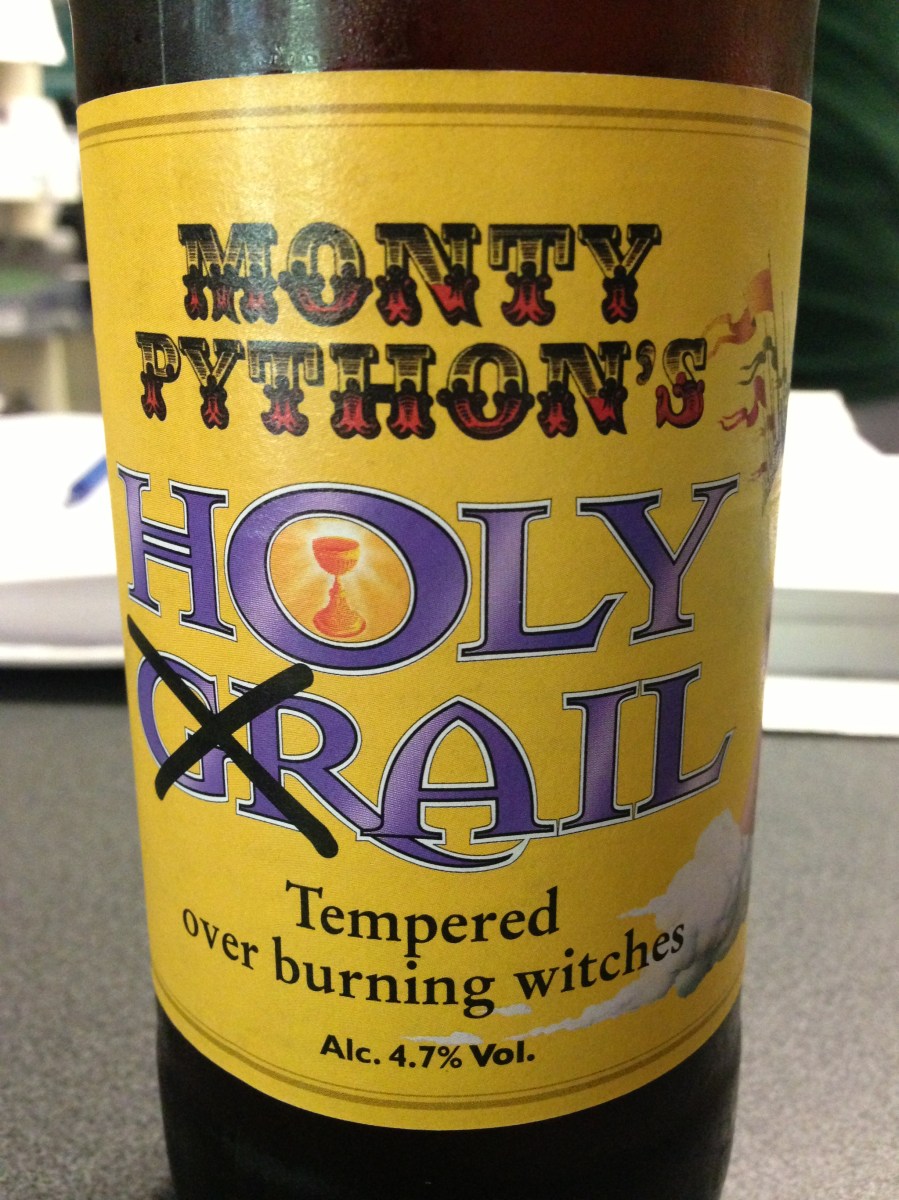 MONTY
PYTHON'S
HOLY
GRAIL
Tempered
over burning witches
Alc. 4.7% Vol.